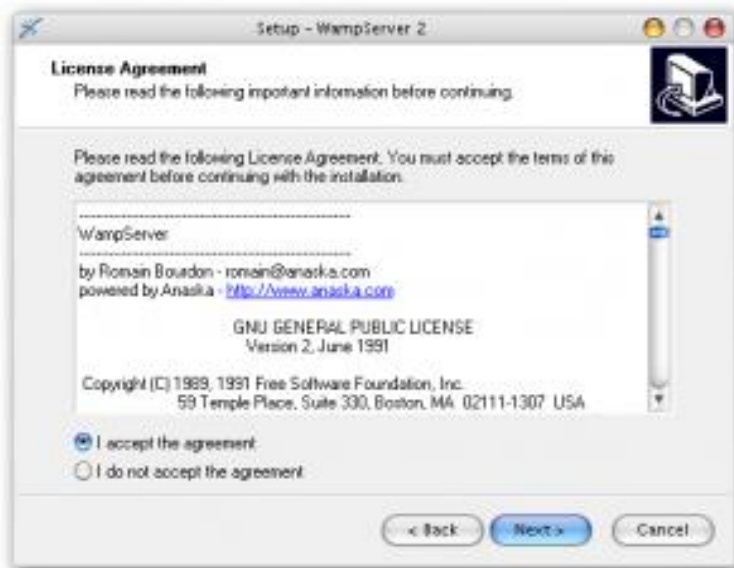 Setup - WampServer 2
License Agreement
Please read the following important information before continuing.
Please read the following License Agreement. You must accept the terms of this
agreement before continuing with the installation.
------------------------------------------------------------
WampServer
------------------------------------------------------------
by Romain Bourdon - romain@anaska.com
powered by Anaska - http://www.anaska.com
GNU GENERAL PUBLIC LICENSE
Version 2, June 1991
Copyright (C) 1989, 1991 Free Software Foundation, Inc.
59 Temple Place, Suite 330, Boston, MA 02111-1307 USA
I accept the agreement
I do not accept the agreement
< Back Next > Cancel